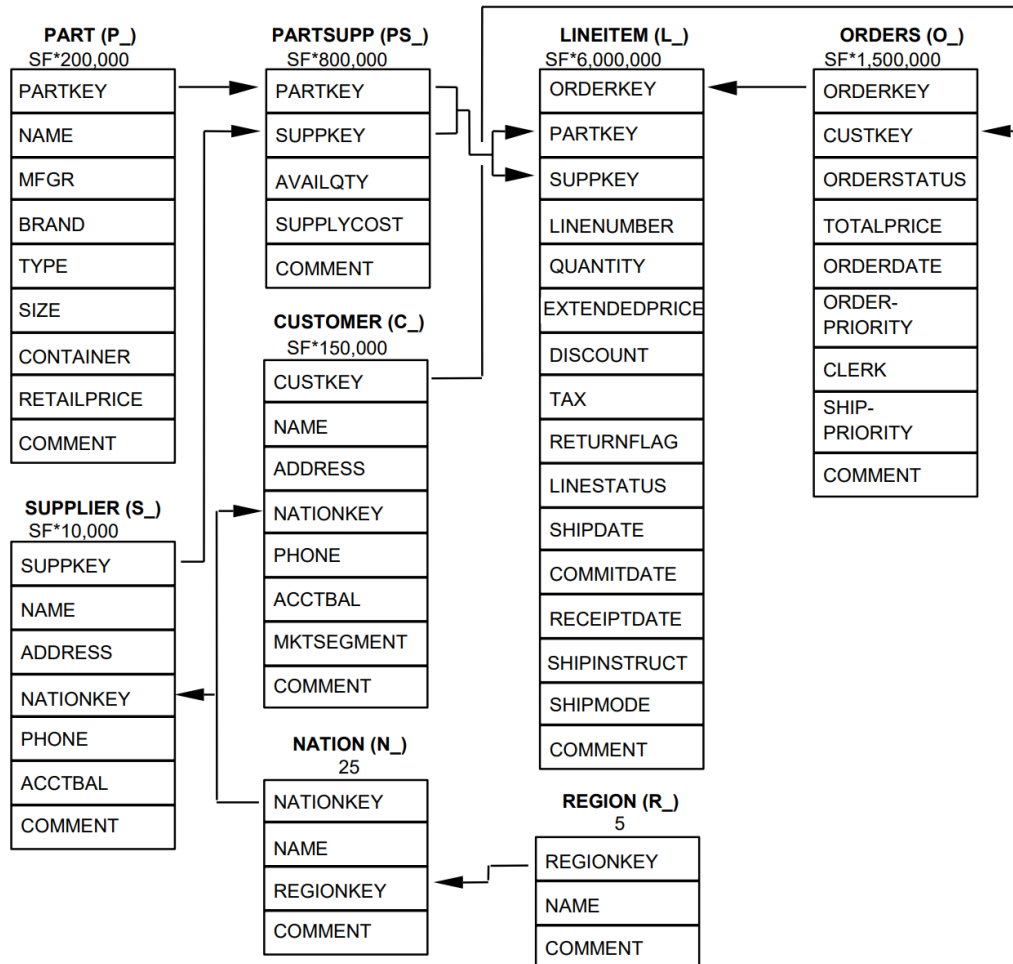 PART (P_)
SF*200,000
PARTKEY
NAME
MFGR
BRAND
TYPE
SIZE
CONTAINER
RETAILPRICE
COMMENT
SUPPLIER (S_)
SF*10,000
SUPPKEY
NAME
ADDRESS
NATIONKEY
PHONE
ACCTBAL
COMMENT
PARTSUPP (PS_)
SF*800,000
PARTKEY
SUPPKEY
AVAILQTY
SUPPLYCOST
COMMENT
CUSTOMER (C_)
SF*150,000
CUSTKEY
NAME
ADDRESS
NATIONKEY
PHONE
ACCTBAL
MKTSEGMENT
COMMENT
NATION (N_)
25
NATIONKEY
NAME
REGIONKEY
COMMENT
LINEITEM (L_)
SF*6,000,000
ORDERKEY
PARTKEY
SUPPKEY
LINENUMBER
QUANTITY
EXTENDEDPRICE
DISCOUNT
TAX
RETURNFLAG
LINESTATUS
SHIPDATE
COMMITDATE
RECEIPTDATE
SHIPINSTRUCT
SHIPMODE
COMMENT
REGION (R_)
5
REGIONKEY
NAME
COMMENT
ORDERS (O_)
SF*1,500,000
ORDERKEY
CUSTKEY
ORDERSTATUS
TOTALPRICE
ORDERDATE
ORDER-
PRIORITY
CLERK
SHIP-
PRIORITY
COMMENT